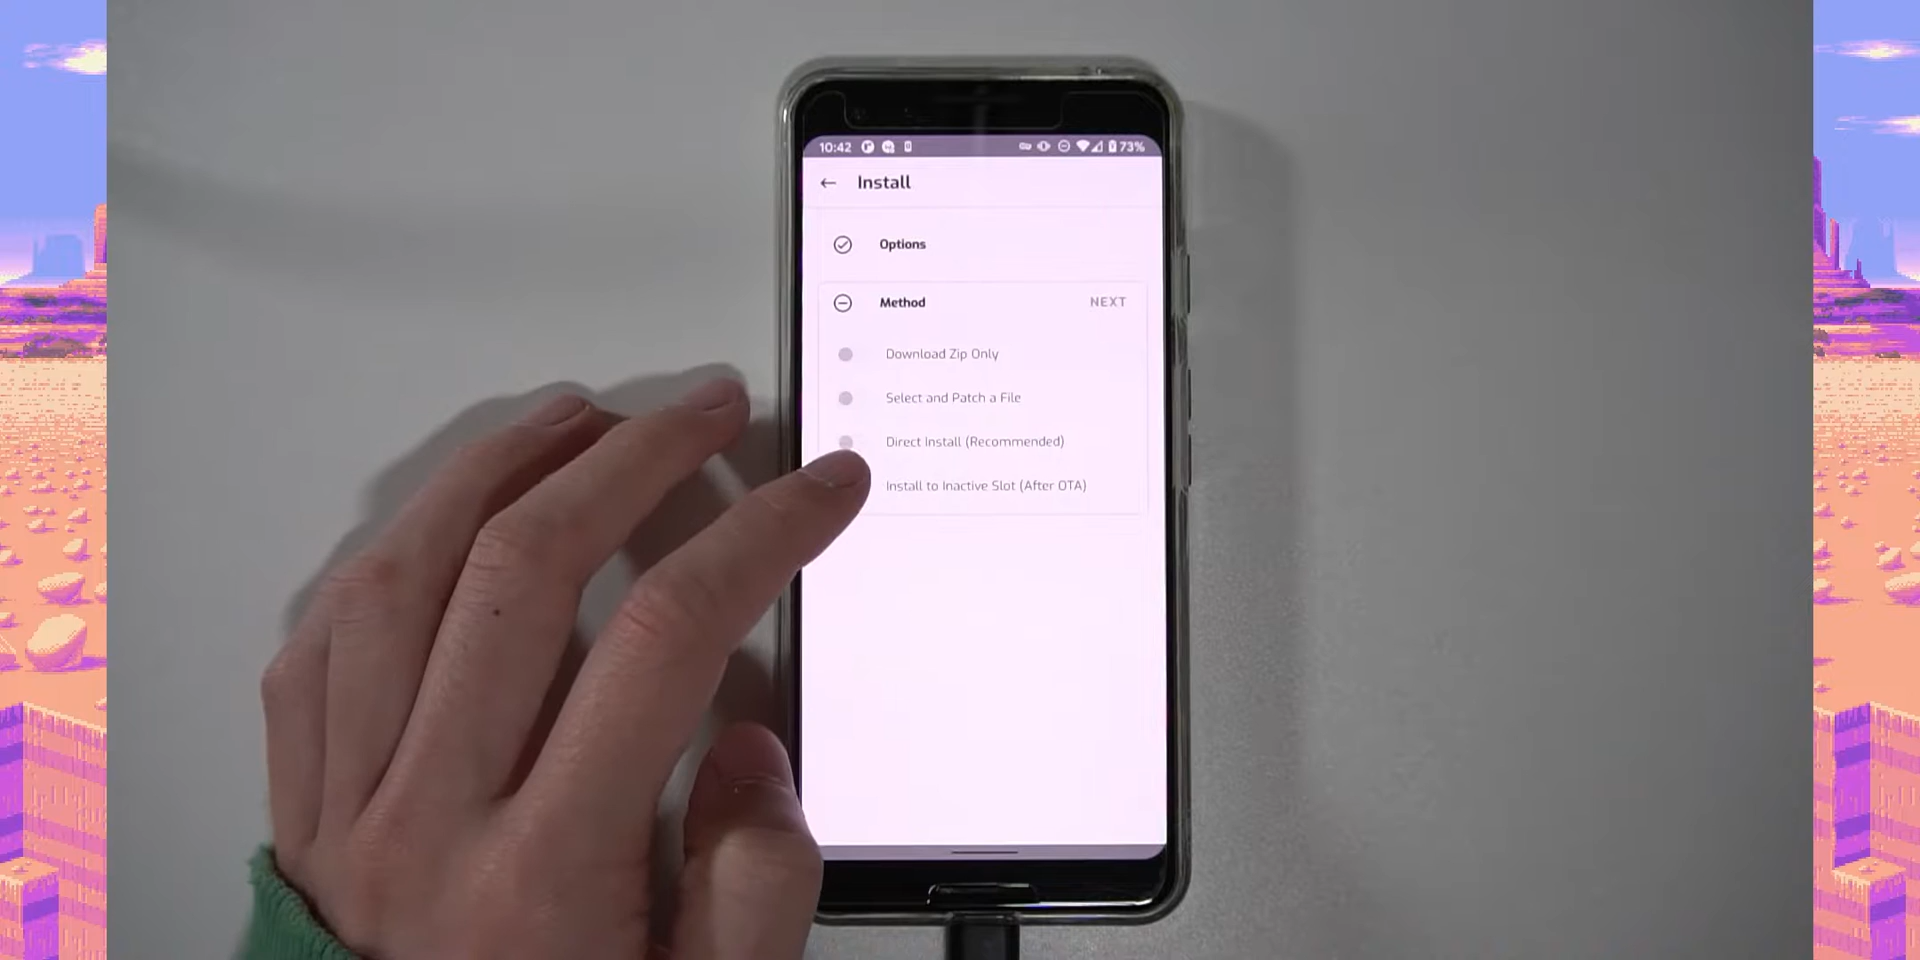 10:42 73%
Install
Options
Method NEXT
Download Zip Only
Select and Patch a File
Direct Install (Recommended)
Install to Inactive Slot (After OTA)